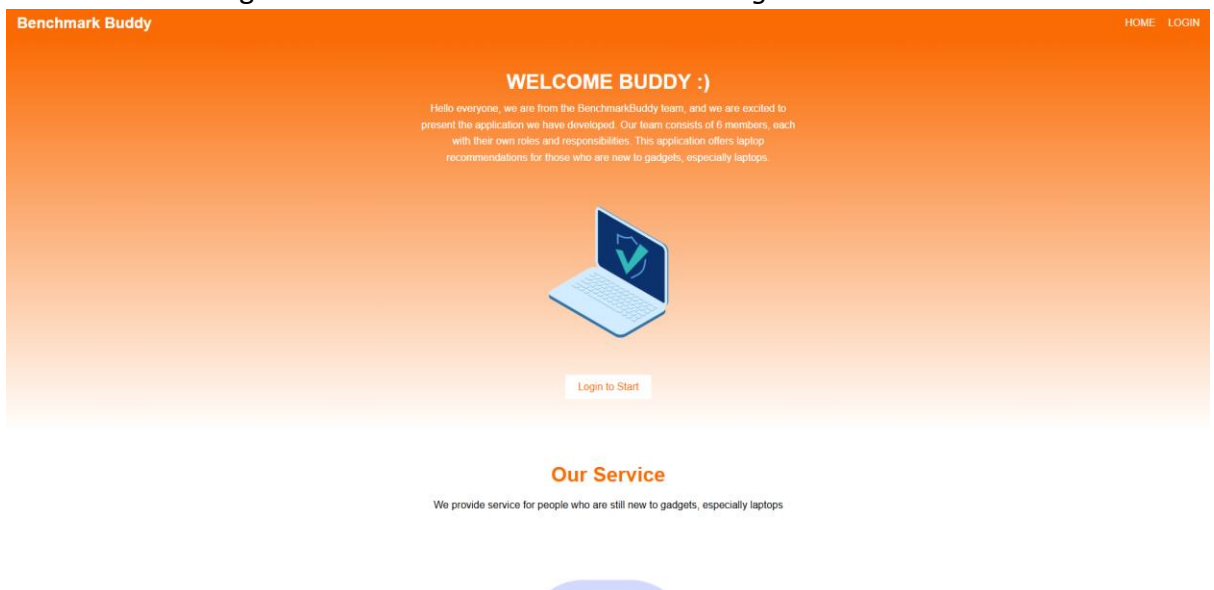 Benchmark Buddy
HOME LOGIN
WELCOME BUDDY :)
Hello everyone, we are from the BenchmarkBuddy team, and we are excited to
present the application we have developed. Our team consists of 6 members, each
with their own roles and responsibilities. This application offers laptop
recommendations for those who are new to gadgets, especially laptops.
Login to Start
Our Service
We provide service for people who are still new to gadgets, especially laptops